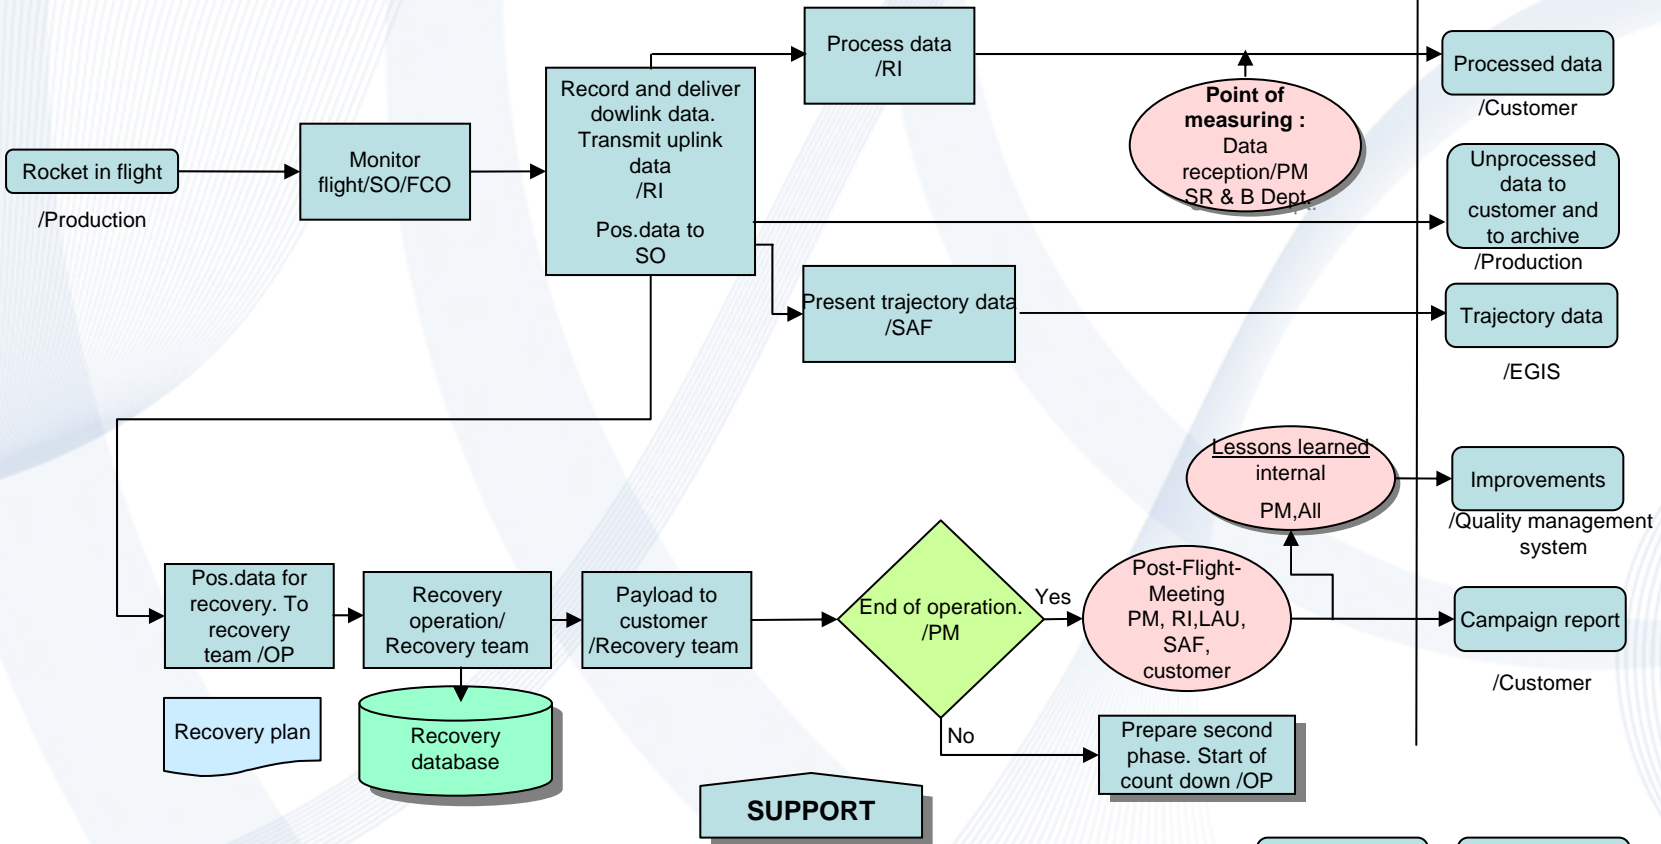 Process data
/RI
Processed data
/Customer
Record and deliver
dowlink data.
Transmit uplink
data
/RI
Pos.data to
SO
Point of
measuring :
Data
reception/PM
SR & B Dept.
Rocket in flight
/Production
Monitor
flight/SO/FCO
Unprocessed
data to
customer and
to archive
/Production
Present trajectory data
/SAF
Trajectory data
/EGIS
Lessons learned
internal
PM,All
Improvements
/Quality management
system
Pos.data for
recovery. To
recovery
team /OP
Recovery
operation/
Recovery team
Payload to
customer
/Recovery team
End of operation.
/PM
Yes
Post-Flight-
Meeting
PM, RI,LAU,
SAF,
customer
Campaign report
/Customer
Recovery plan
Recovery
database
No
Prepare second
phase. Start of
count down /OP
SUPPORT